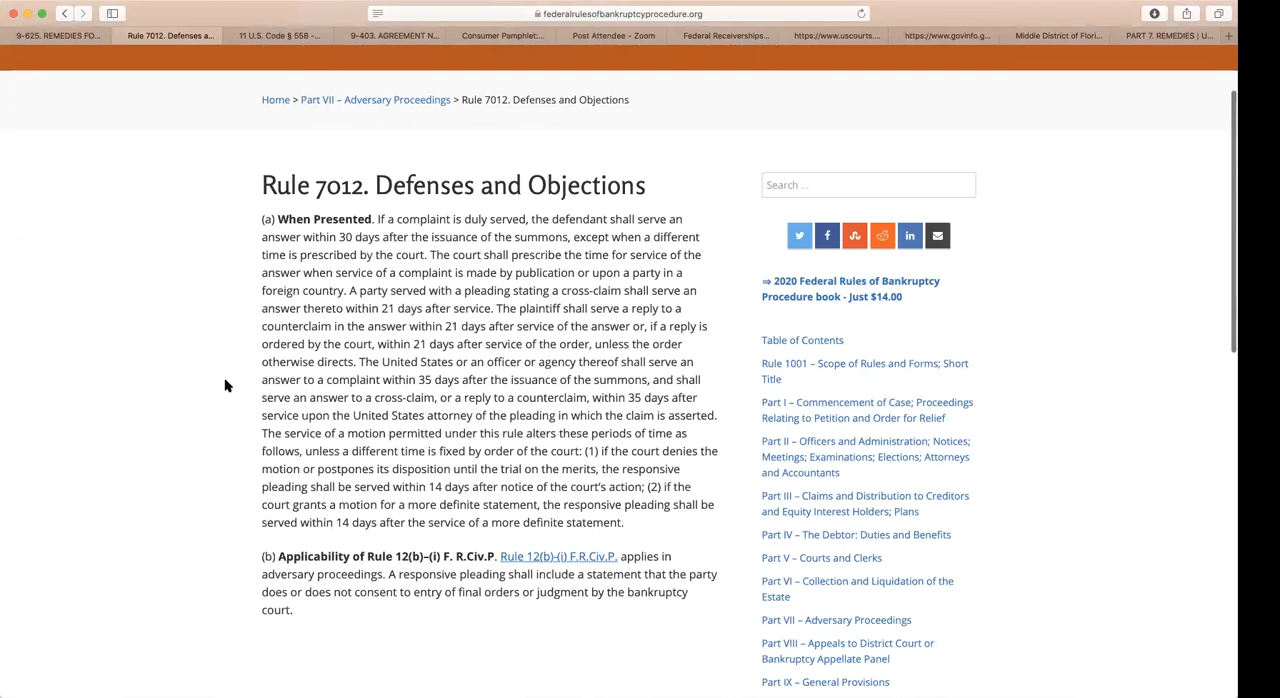 federalrulesofbankruptcyprocedure.org
9-625. REMEDIES FO...
Rule 7012. Defenses a...
11 U.S. Code § 558 -...
9-403. AGREEMENT N...
Consumer Pamphlet:...
Post Attendee - Zoom
Federal Receiverships...
https://www.uscourts....
https://www.govinfo.g...
Middle District of Flori...
PART 7. REMEDIES | U...
Home > Part VII – Adversary Proceedings > Rule 7012. Defenses and Objections
Rule 7012. Defenses and Objections
(a) When Presented. If a complaint is duly served, the defendant shall serve an
answer within 30 days after the issuance of the summons, except when a different
time is prescribed by the court. The court shall prescribe the time for service of the
answer when service of a complaint is made by publication or upon a party in a
foreign country. A party served with a pleading stating a cross-claim shall serve an
answer thereto within 21 days after service. The plaintiff shall serve a reply to a
counterclaim in the answer within 21 days after service of the answer or, if a reply is
ordered by the court, within 21 days after service of the order, unless the order
otherwise directs. The United States or an officer or agency thereof shall serve an
answer to a complaint within 35 days after the issuance of the summons, and shall
serve an answer to a cross-claim, or a reply to a counterclaim, within 35 days after
service upon the United States attorney of the pleading in which the claim is asserted.
The service of a motion permitted under this rule alters these periods of time as
follows, unless a different time is fixed by order of the court: (1) if the court denies the
motion or postpones its disposition until the trial on the merits, the responsive
pleading shall be served within 14 days after notice of the court's action; (2) if the
court grants a motion for a more definite statement, the responsive pleading shall be
served within 14 days after the service of a more definite statement.
(b) Applicability of Rule 12(b)–(i) F. R.Civ.P. Rule 12(b)-(i) F.R.Civ.P. applies in
adversary proceedings. A responsive pleading shall include a statement that the party
does or does not consent to entry of final orders or judgment by the bankruptcy
court.
Search ...
⇒ 2020 Federal Rules of Bankruptcy
Procedure book - Just $14.00
Table of Contents
Rule 1001 – Scope of Rules and Forms; Short
Title
Part I – Commencement of Case; Proceedings
Relating to Petition and Order for Relief
Part II – Officers and Administration; Notices;
Meetings; Examinations; Elections; Attorneys
and Accountants
Part III – Claims and Distribution to Creditors
and Equity Interest Holders; Plans
Part IV – The Debtor: Duties and Benefits
Part V – Courts and Clerks
Part VI – Collection and Liquidation of the
Estate
Part VII – Adversary Proceedings
Part VIII – Appeals to District Court or
Bankruptcy Appellate Panel
Part IX – General Provisions